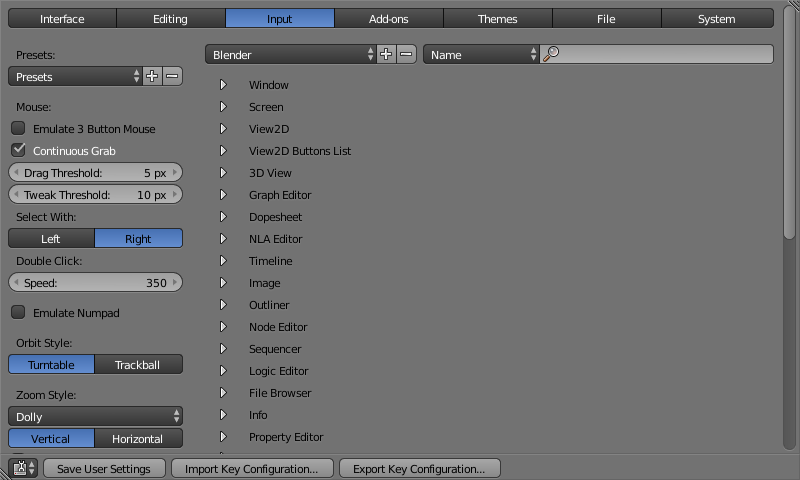 Interface Editing Input Add-ons Themes File System
Presets:
Presets
Mouse:
Emulate 3 Button Mouse
Continuous Grab
Drag Threshold: 5 px
Tweak Threshold: 10 px
Select With:
Left Right
Double Click:
Speed: 350
Emulate Numpad
Orbit Style:
Turntable Trackball
Zoom Style:
Dolly
Vertical Horizontal
Blender Name
Window
Screen
View2D
View2D Buttons List
3D View
Graph Editor
Dopesheet
NLA Editor
Timeline
Image
Outliner
Node Editor
Sequencer
Logic Editor
File Browser
Info
Property Editor
Save User Settings Import Key Configuration... Export Key Configuration...